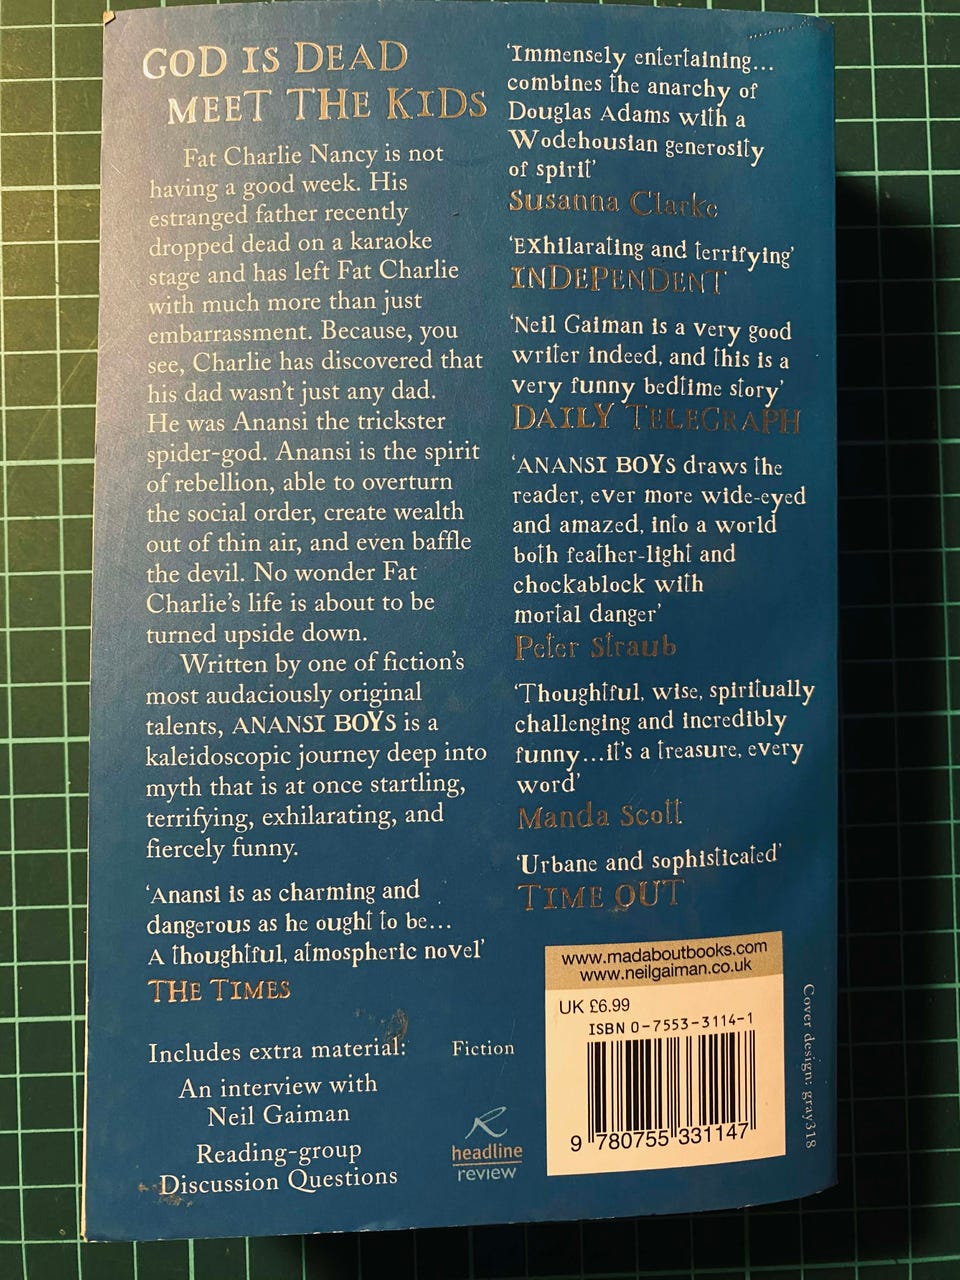 GOD IS DEAD
MEET THE KIDS
Fat Charlie Nancy is not
having a good week. His
estranged father recently
dropped dead on a karaoke
stage and has left Fat Charlie
with much more than just
embarrassment. Because, you
see, Charlie has discovered that
his dad wasn't just any dad.
He was Anansi the trickster
spider-god. Anansi is the spirit
of rebellion, able to overturn
the social order, create wealth
out of thin air, and even baffle
the devil. No wonder Fat
Charlie's life is about to be
turned upside down.
Written by one of fiction's
most audaciously original
talents, ANANSI BOYS is a
kaleidoscopic journey deep into
myth that is at once startling,
terrifying, exhilarating, and
fiercely funny.
'Anansi is as charming and
dangerous as he ought to be...
A thoughtful, atmospheric novel'
THE TIMES
Includes extra material:
An interview with
Neil Gaiman
Reading-group
Discussion Questions
'Immensely entertaining...
combines the anarchy of
Douglas Adams with a
Wodehousian generosity
of spirit'
Susanna Clarke
'Exhilarating and terrifying'
INDEPENDENT
'Neil Gaiman is a very good
writer indeed, and this is a
very funny bedtime story'
DAILY TELEGRAPH
'ANANSI BOYS draws the
reader, ever more wide-eyed
and amazed, into a world
both feather-light and
chockablock with
mortal danger'
Peter Straub
'Thoughtful, wise, spiritually
challenging and incredibly
funny...it's a treasure, every
word'
Manda Scott
'Urbane and sophisticated'
TIME OUT
Fiction
headline
review
www.madaboutbooks.com
www.neilgaiman.co.uk
UK £6.99
ISBN 0-7553-3114-1
9 780755 331147
Cover design: gray318